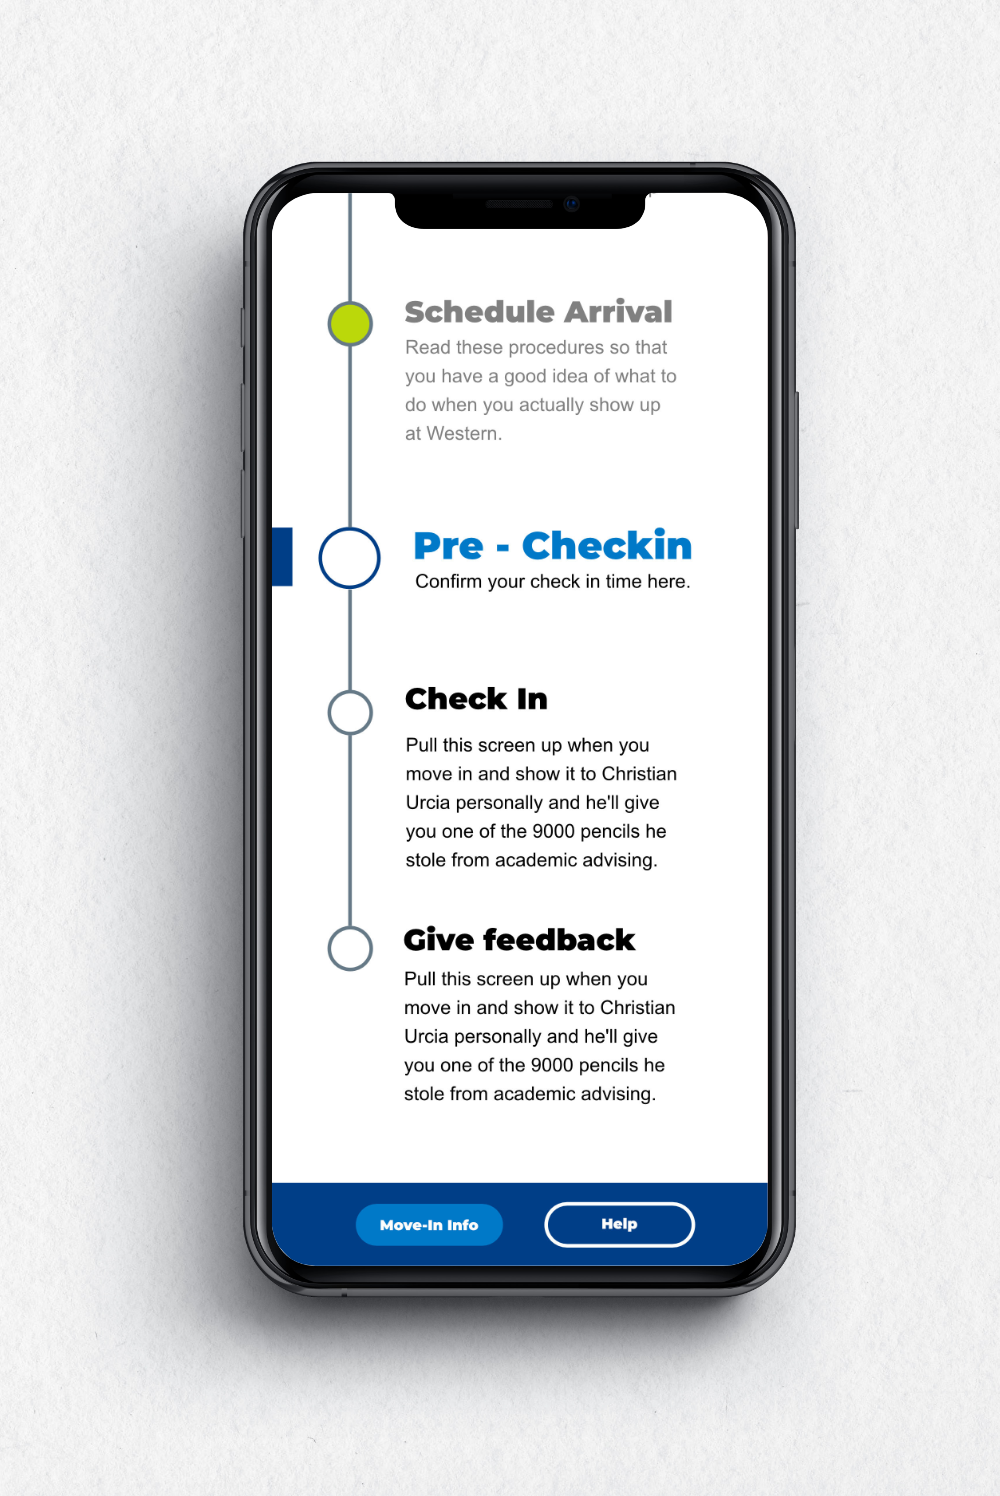 Schedule Arrival
Read these procedures so that
you have a good idea of what to
do when you actually show up
at Western.
Pre - Checkin
Confirm your check in time here.
Check In
Pull this screen up when you
move in and show it to Christian
Urcia personally and he'll give
you one of the 9000 pencils he
stole from academic advising.
Give feedback
Pull this screen up when you
move in and show it to Christian
Urcia personally and he'll give
you one of the 9000 pencils he
stole from academic advising.
Move-In Info
Help